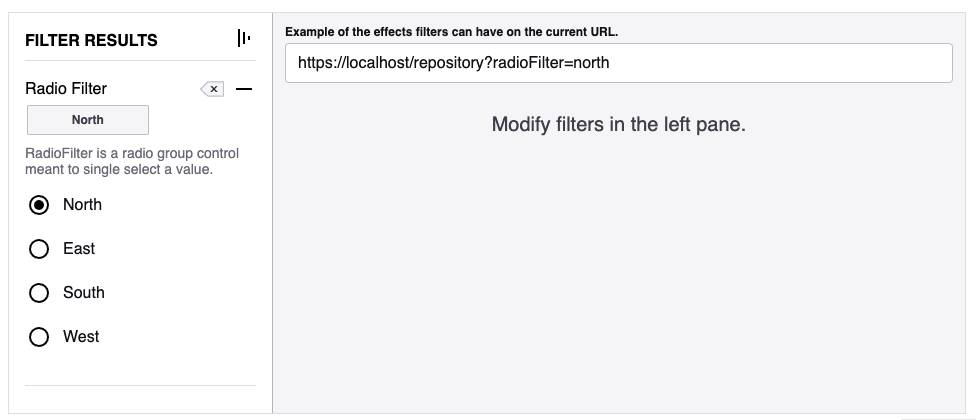 FILTER RESULTS
Radio Filter
North
RadioFilter is a radio group control
meant to single select a value.
North
East
South
West
Example of the effects filters can have on the current URL.
https://localhost/repository?radioFilter=north
Modify filters in the left pane.